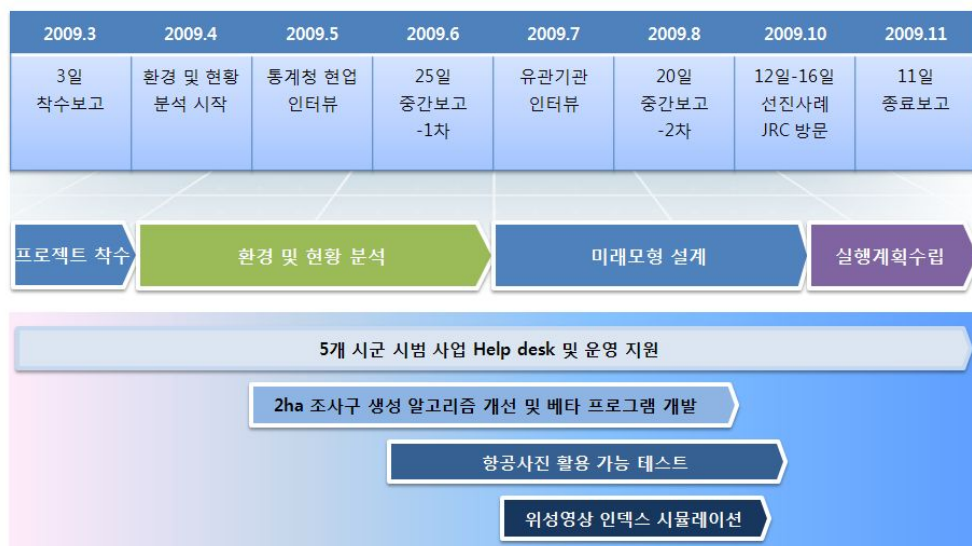 2009.3
2009.4
2009.5
2009.6
2009.7
2009.8
2009.10
2009.11
3일
착수보고
환경 및 현황
분석 시작
통계청 현업
인터뷰
25일
중간보고
-1차
유관기관
인터뷰
20일
중간보고
-2차
12일-16일
선진사례
JRC 방문
11일
종료보고
프로젝트 착수
환경 및 현황 분석
미래모형 설계
실행계획수립
5개 시군 시범 사업 Help desk 및 운영 지원
2ha 조사구 생성 알고리즘 개선 및 베타 프로그램 개발
항공사진 활용 가능 테스트
위성영상 인덱스 시뮬레이션